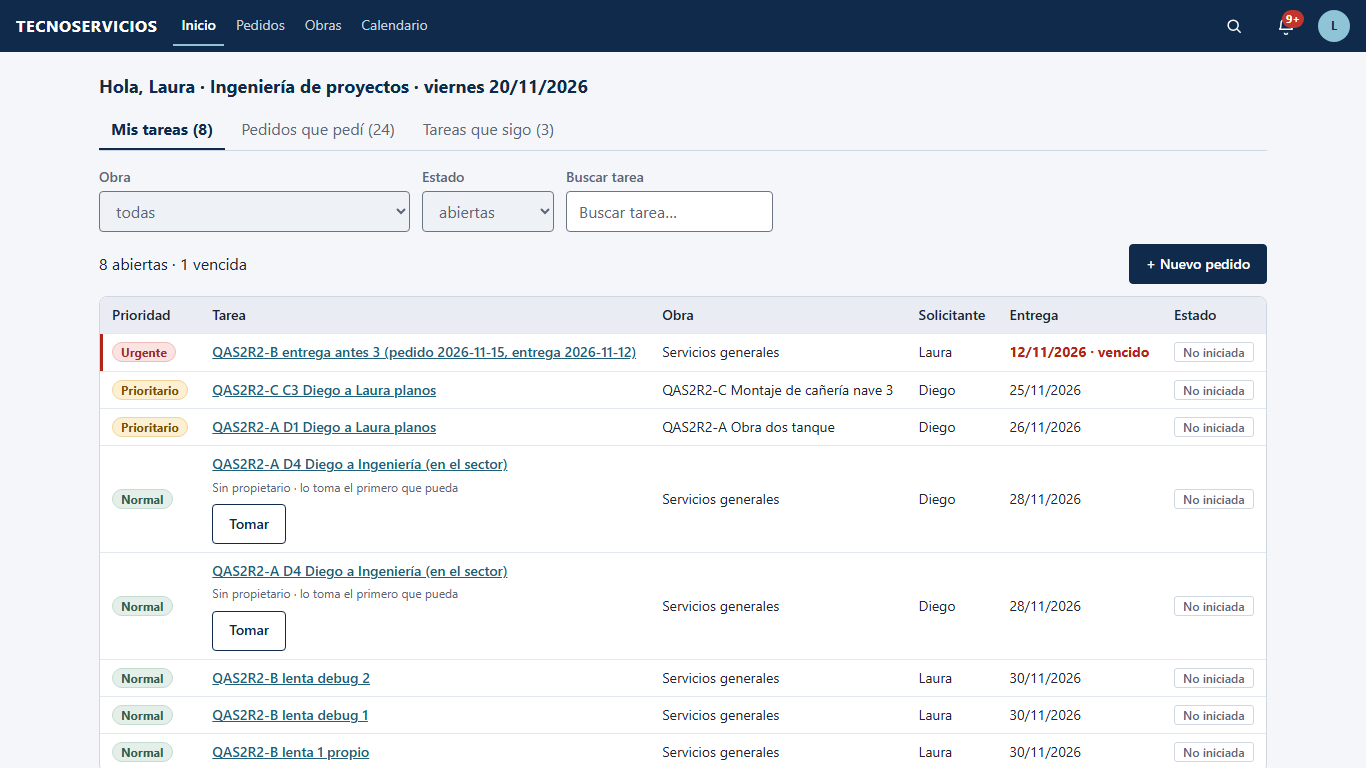 TECNOSERVICIOS Inicio Pedidos Obras Calendario 9+ L
Hola, Laura · Ingeniería de proyectos · viernes 20/11/2026
Mis tareas (8) Pedidos que pedí (24) Tareas que sigo (3)
Obra Estado Buscar tarea
todas abiertas Buscar tarea...
8 abiertas · 1 vencida + Nuevo pedido
Prioridad Tarea Obra Solicitante Entrega Estado
Urgente QAS2R2-B entrega antes 3 (pedido 2026-11-15, entrega 2026-11-12) Servicios generales Laura 12/11/2026 · vencido No iniciada
Prioritario QAS2R2-C C3 Diego a Laura planos QAS2R2-C Montaje de cañería nave 3 Diego 25/11/2026 No iniciada
Prioritario QAS2R2-A D1 Diego a Laura planos QAS2R2-A Obra dos tanque Diego 26/11/2026 No iniciada
QAS2R2-A D4 Diego a Ingeniería (en el sector)
Sin propietario · lo toma el primero que pueda
Normal Servicios generales Diego 28/11/2026 No iniciada
Tomar
QAS2R2-A D4 Diego a Ingeniería (en el sector)
Sin propietario · lo toma el primero que pueda
Normal Servicios generales Diego 28/11/2026 No iniciada
Tomar
Normal QAS2R2-B lenta debug 2 Servicios generales Laura 30/11/2026 No iniciada
Normal QAS2R2-B lenta debug 1 Servicios generales Laura 30/11/2026 No iniciada
Normal QAS2R2-B lenta 1 propio Servicios generales Laura 30/11/2026 No iniciada